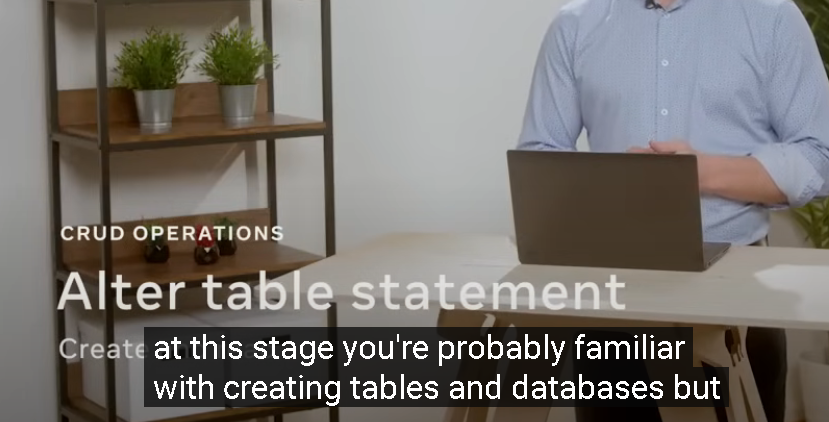 CRUD OPERATIONS
Alter table statement
Create
at this stage you're probably familiar
with creating tables and databases but